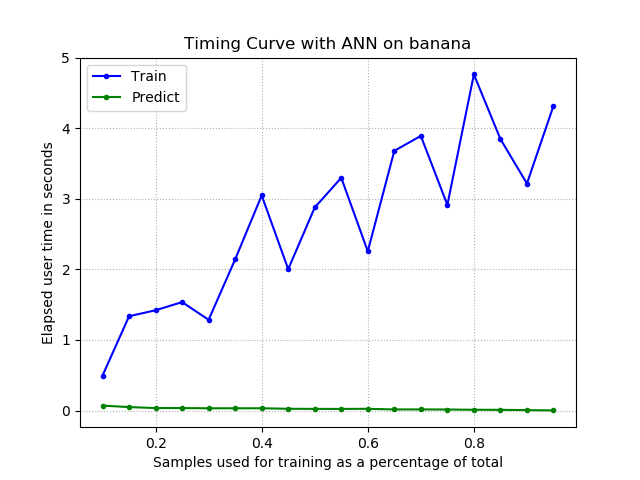 Timing Curve with ANN on banana
Train
Predict
Elapsed user time in seconds
5
4
3
2
1
0
0.2 0.4 0.6 0.8
Samples used for training as a percentage of total